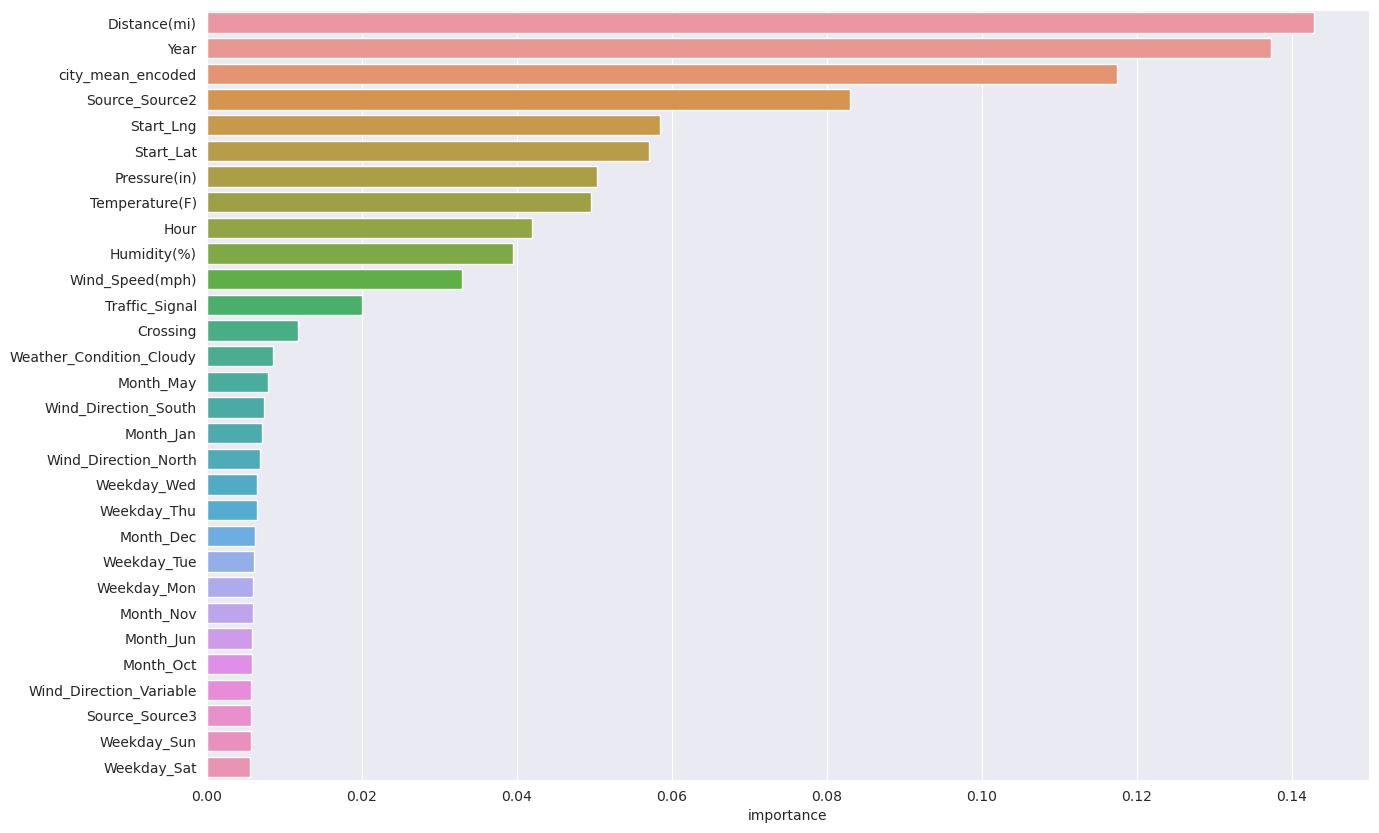 Distance(mi)
Year
city_mean_encoded
Source_Source2
Start_Lng
Start_Lat
Pressure(in)
Temperature(F)
Hour
Humidity(%)
Wind_Speed(mph)
Traffic_Signal
Crossing
Weather_Condition_Cloudy
Month_May
Wind_Direction_South
Month_Jan
Wind_Direction_North
Weekday_Wed
Weekday_Thu
Month_Dec
Weekday_Tue
Weekday_Mon
Month_Nov
Month_Jun
Month_Oct
Wind_Direction_Variable
Source_Source3
Weekday_Sun
Weekday_Sat
0.00 0.02 0.04 0.06 0.08 0.10 0.12 0.14
importance